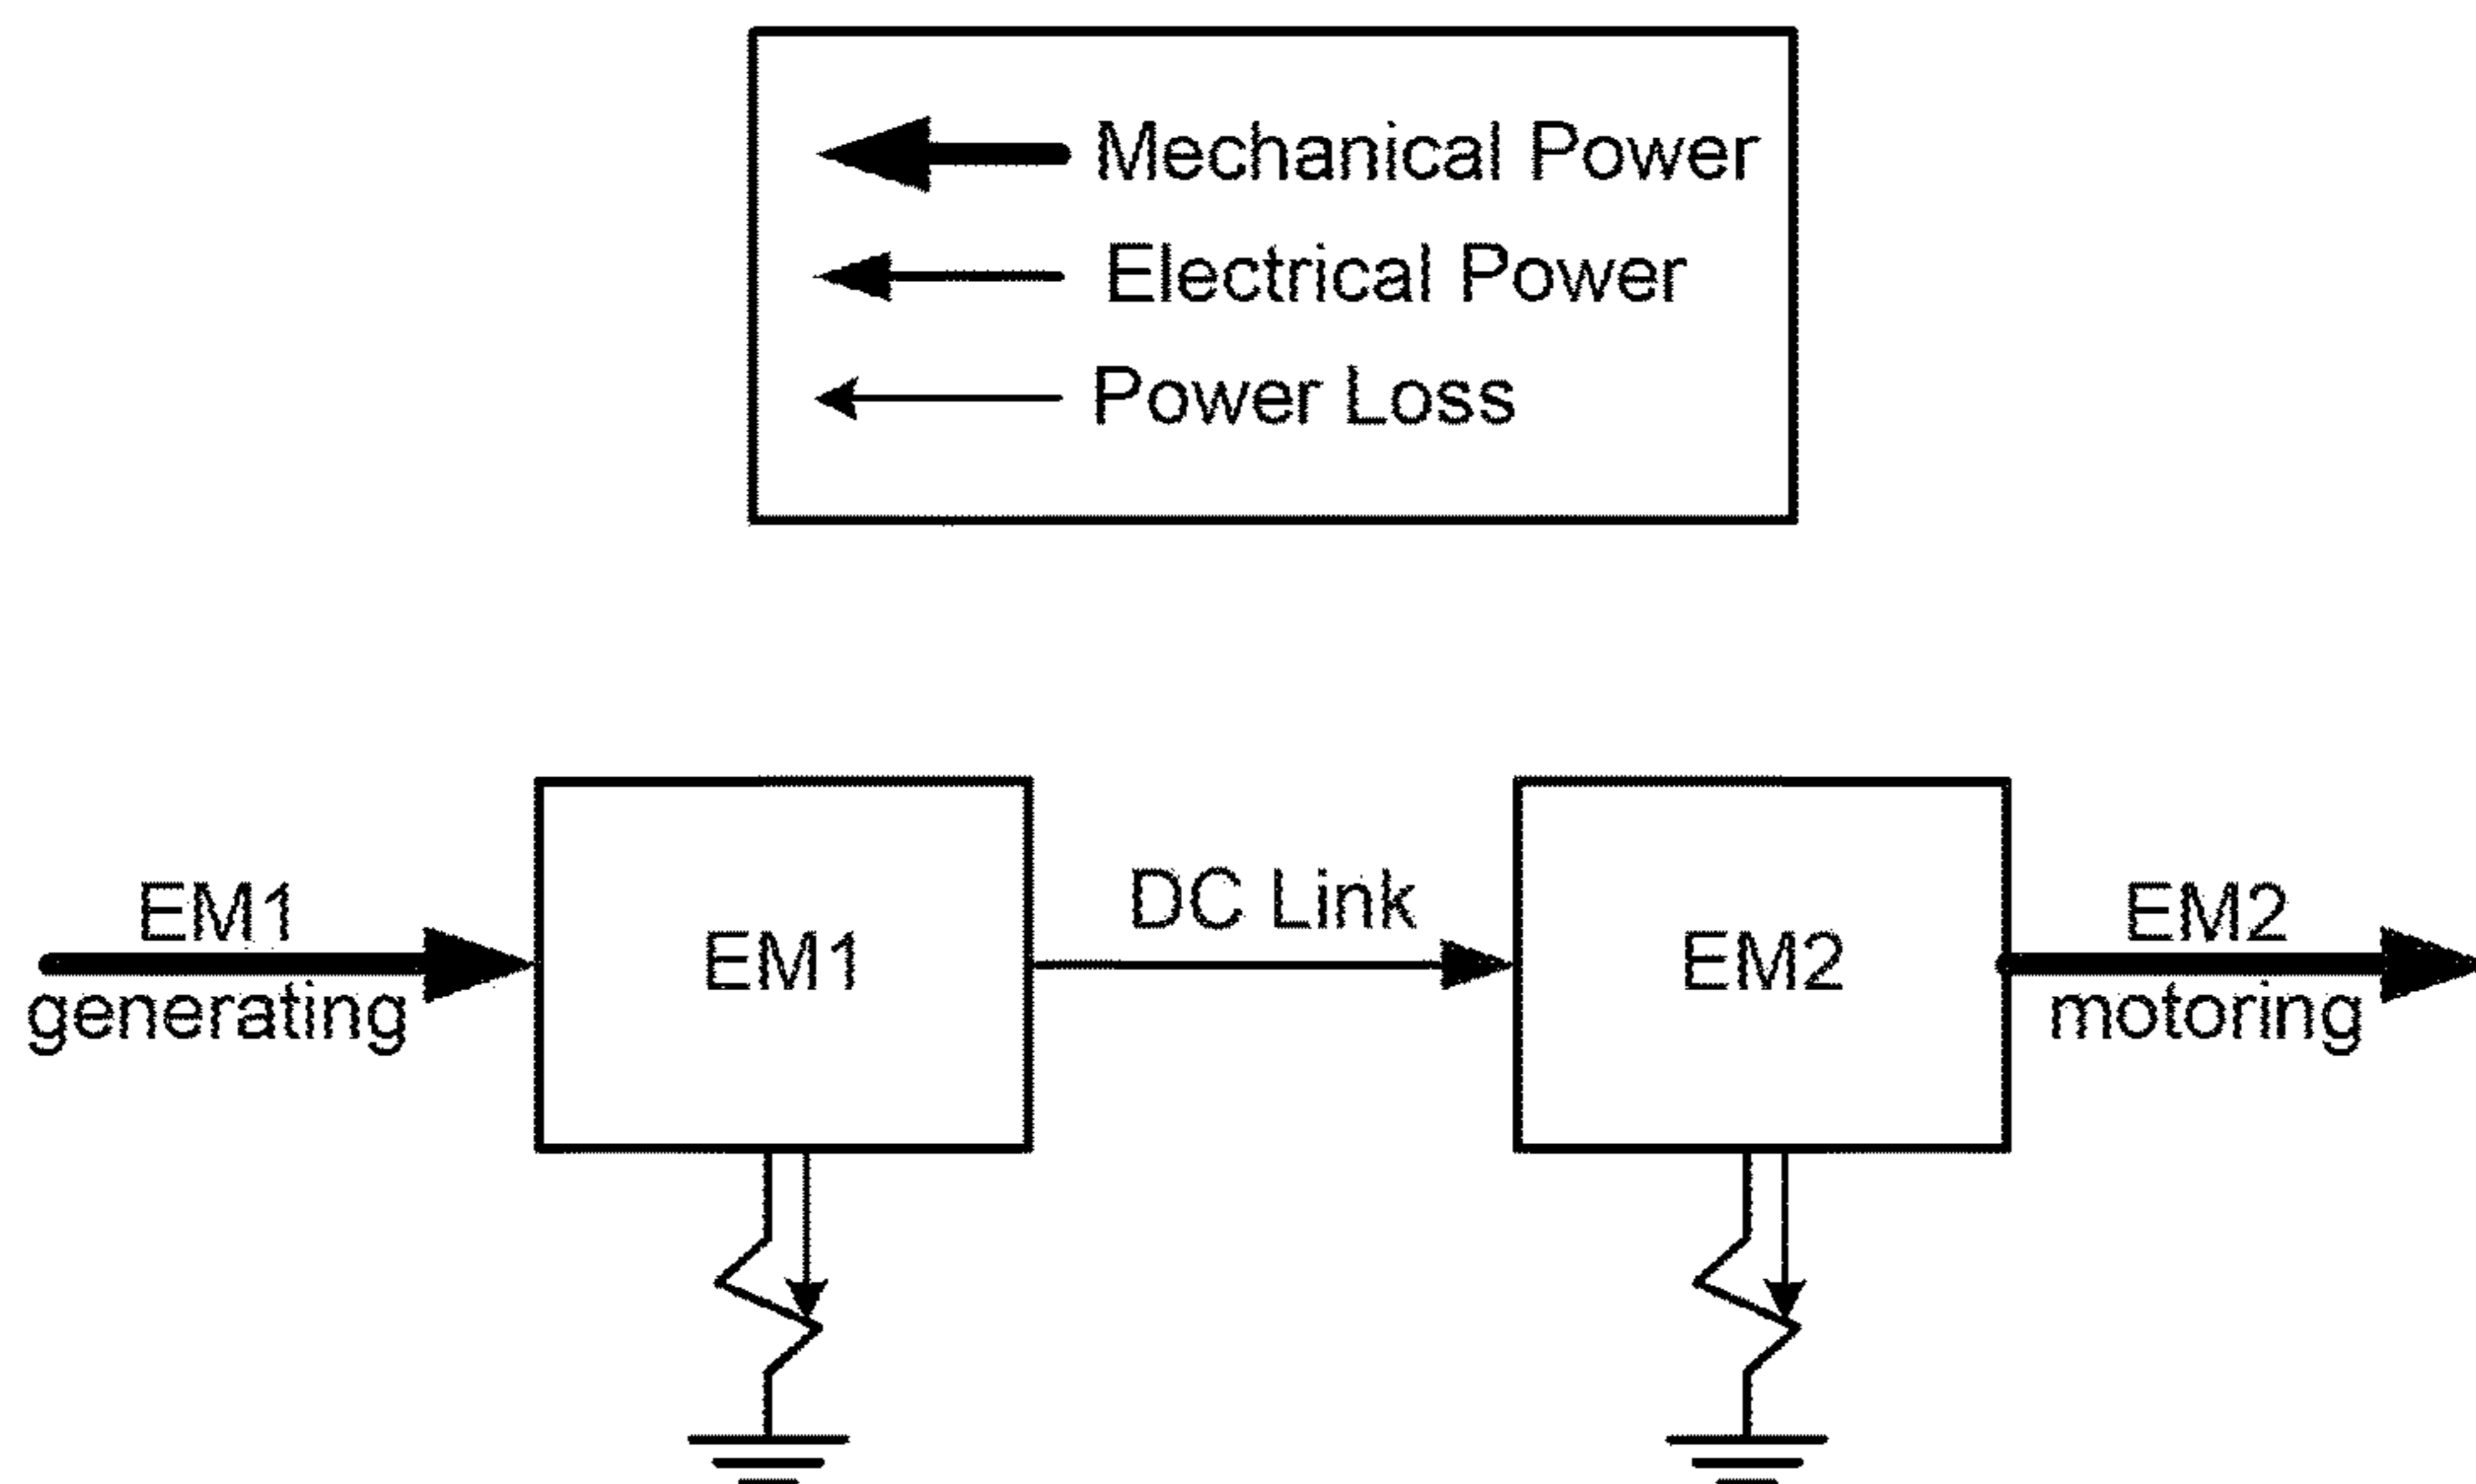 Mechanical Power
Electrical Power
Power Loss
EM1
generating
EM1
DC Link
EM2
EM2
motoring